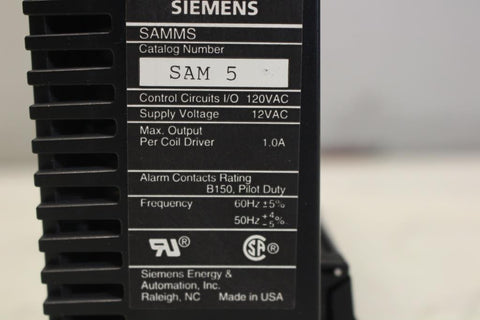 SIEMENS
SAMMS
Catalog Number
SAM 5
Control Circuits I/O 120VAC
Supply Voltage 12VAC
Max. Output
Per Coil Driver 1.0A
Alarm Contacts Rating
B150, Pilot Duty
Frequency 60Hz ±5%
50Hz +4% -5%
RU®
SA®
Siemens Energy &
Automation, Inc.
Raleigh, NC Made in USA